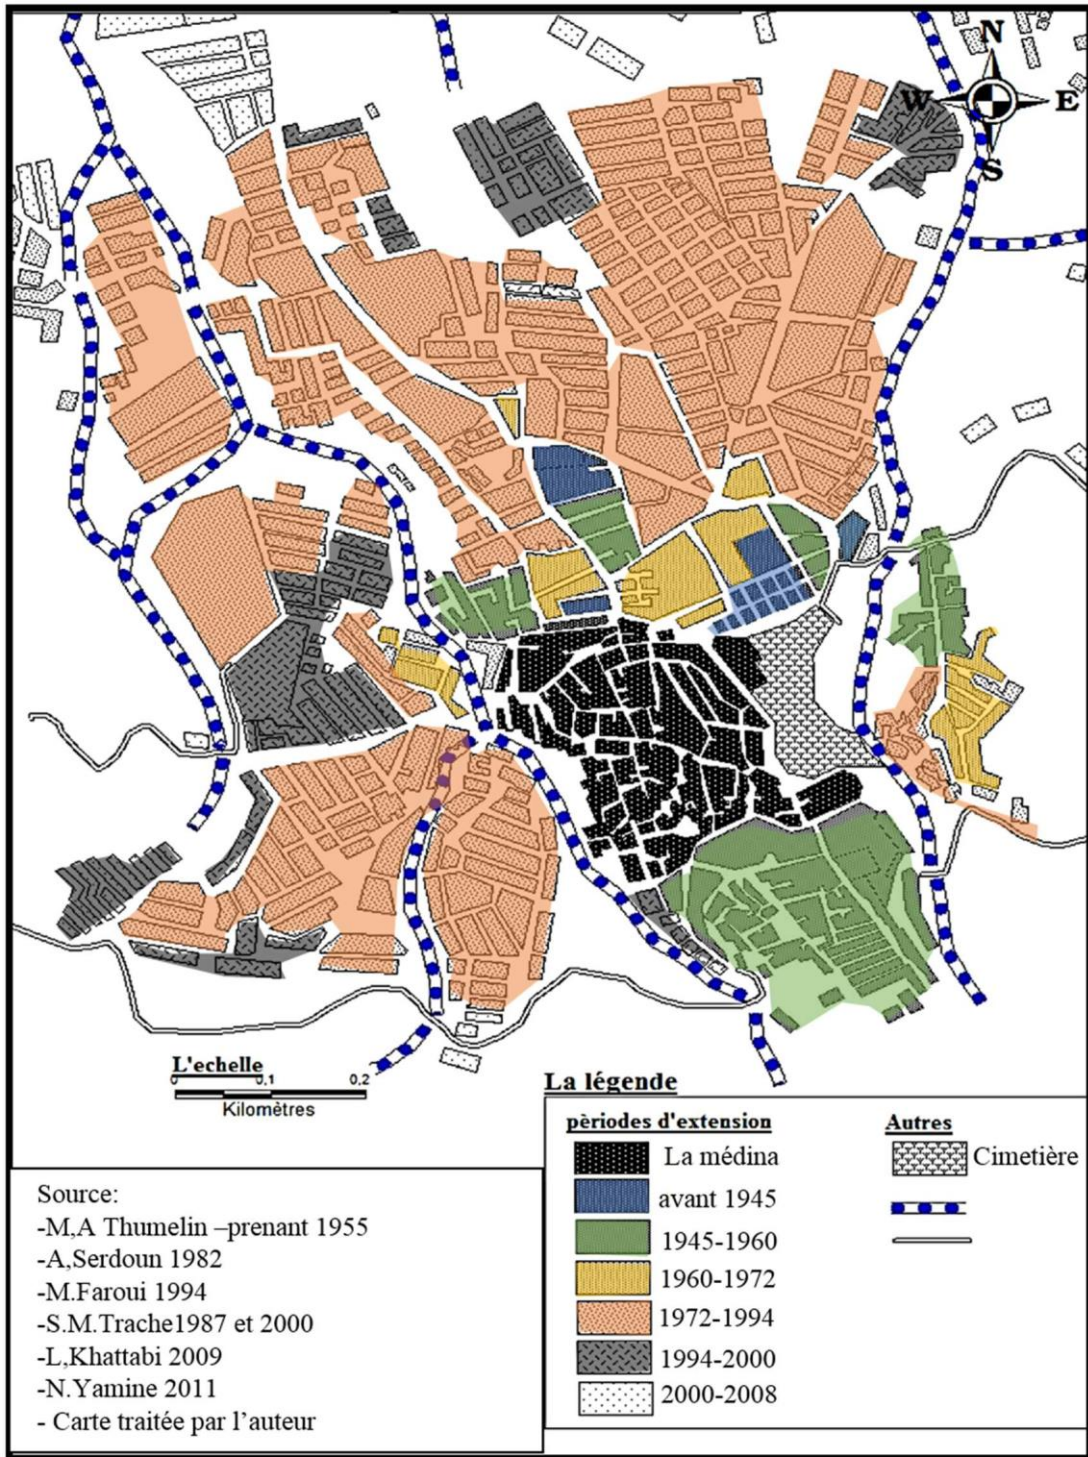 N
W E
S
L'echelle
0 0,1 0,2
Kilomètres
La légende
pèriodes d'extension
La médina
avant 1945
1945-1960
1960-1972
1972-1994
1994-2000
2000-2008
Autres
Cimetière
Source:
-M,A Thumelin –prenant 1955
-A,Serdoun 1982
-M.Faroui 1994
-S.M.Trache1987 et 2000
-L,Khattabi 2009
-N.Yamine 2011
- Carte traitée par l’auteur